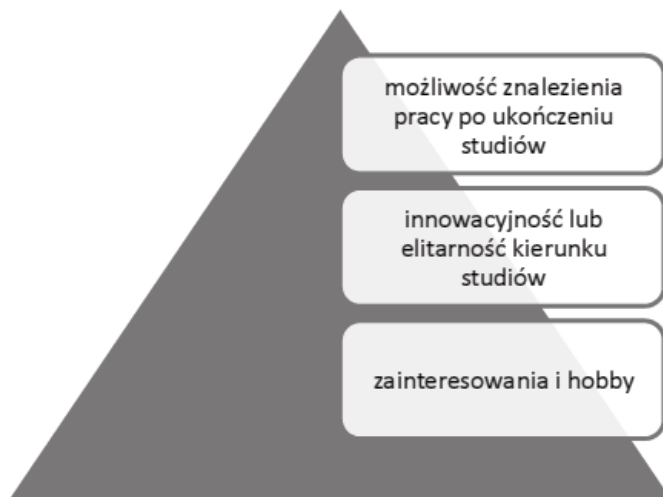 możliwość znalezienia
pracy po ukończeniu
studiów
innowacyjność lub
elitarność kierunku
studiów
zainteresowania i hobby